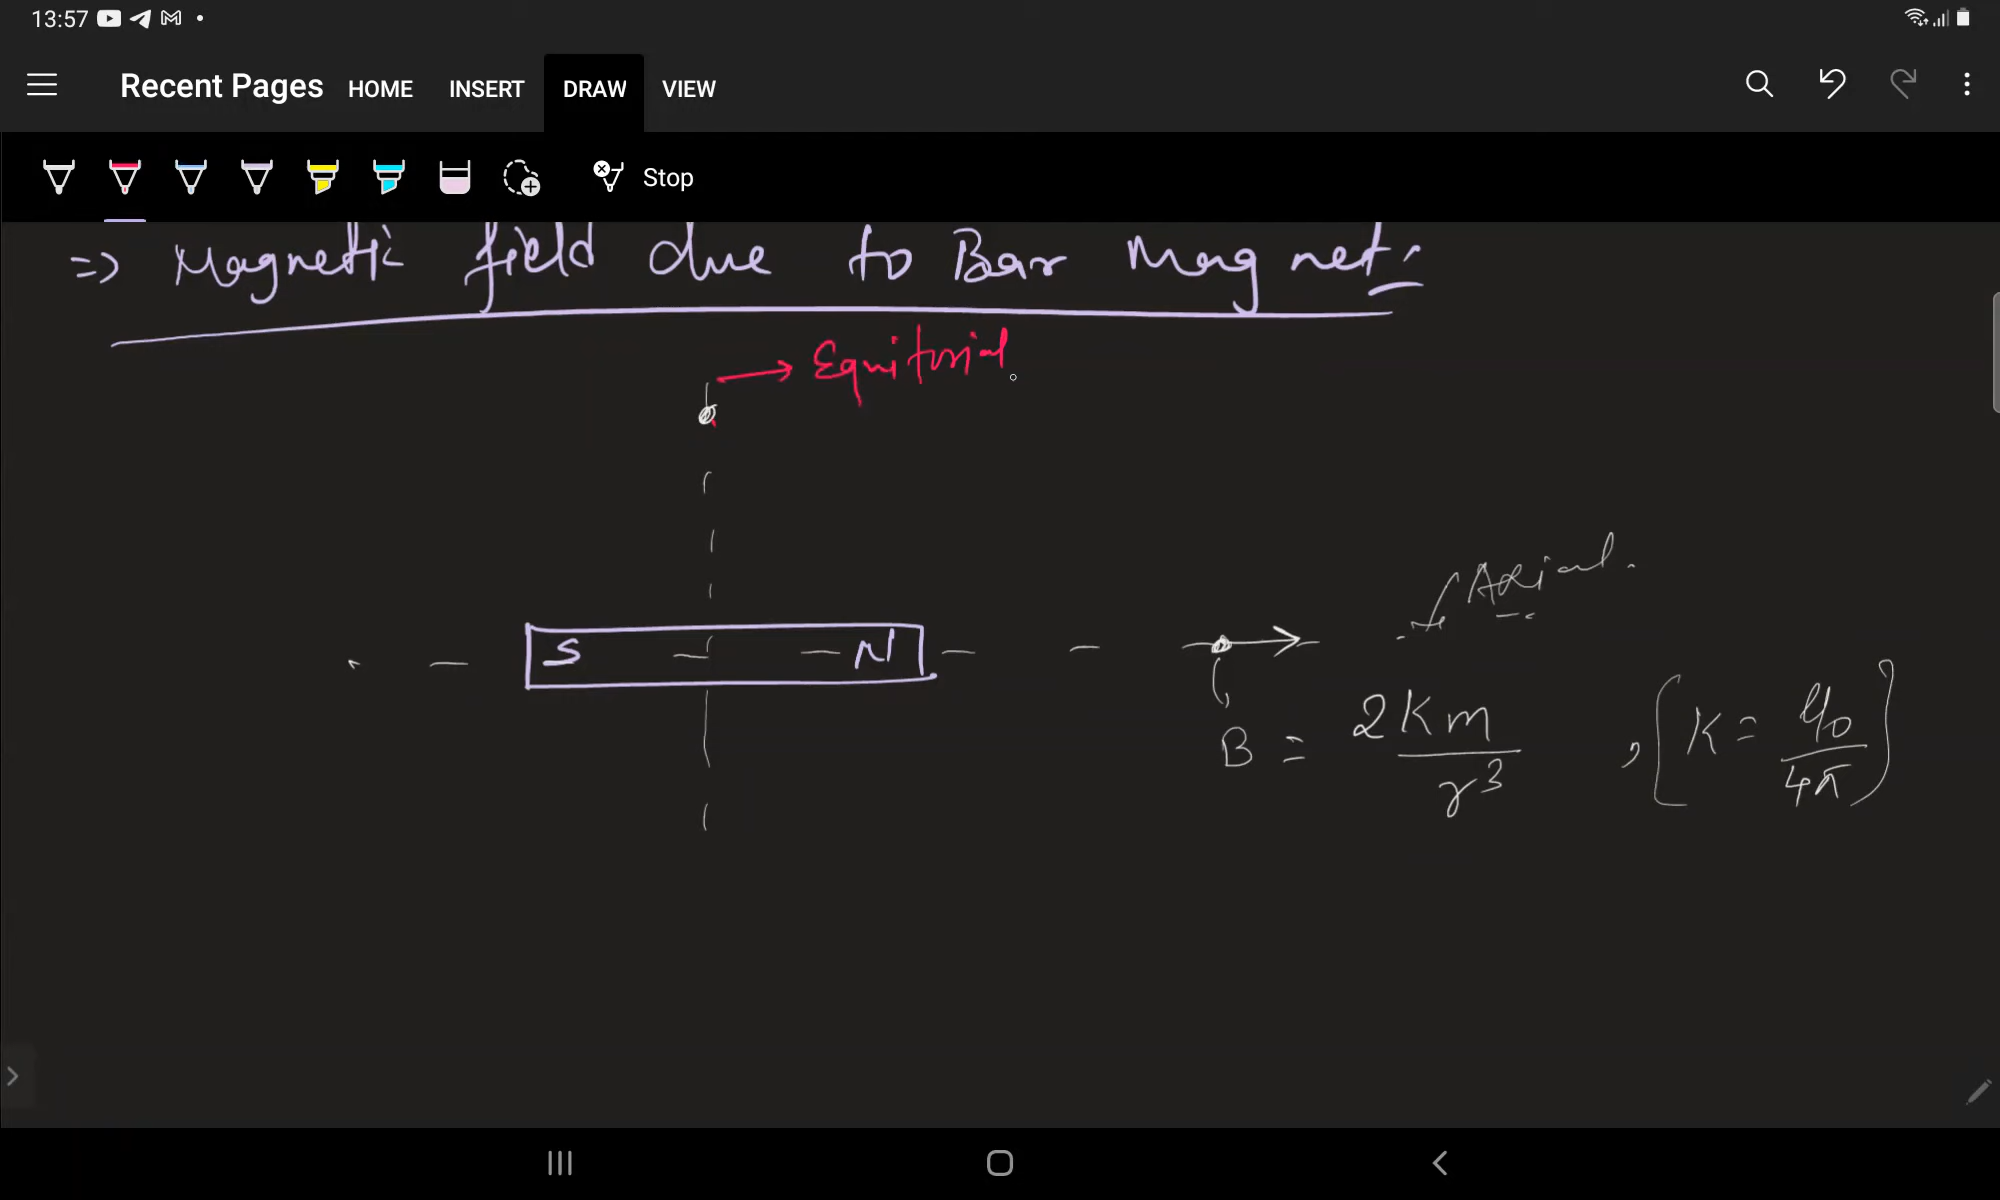 13:57
Recent Pages HOME INSERT DRAW VIEW
Stop
=> Magnetic field due to Bar Magnet:
→ Equitorial
Axial.
S N
B = 2Km / r³ , [K = μ₀ / 4π]